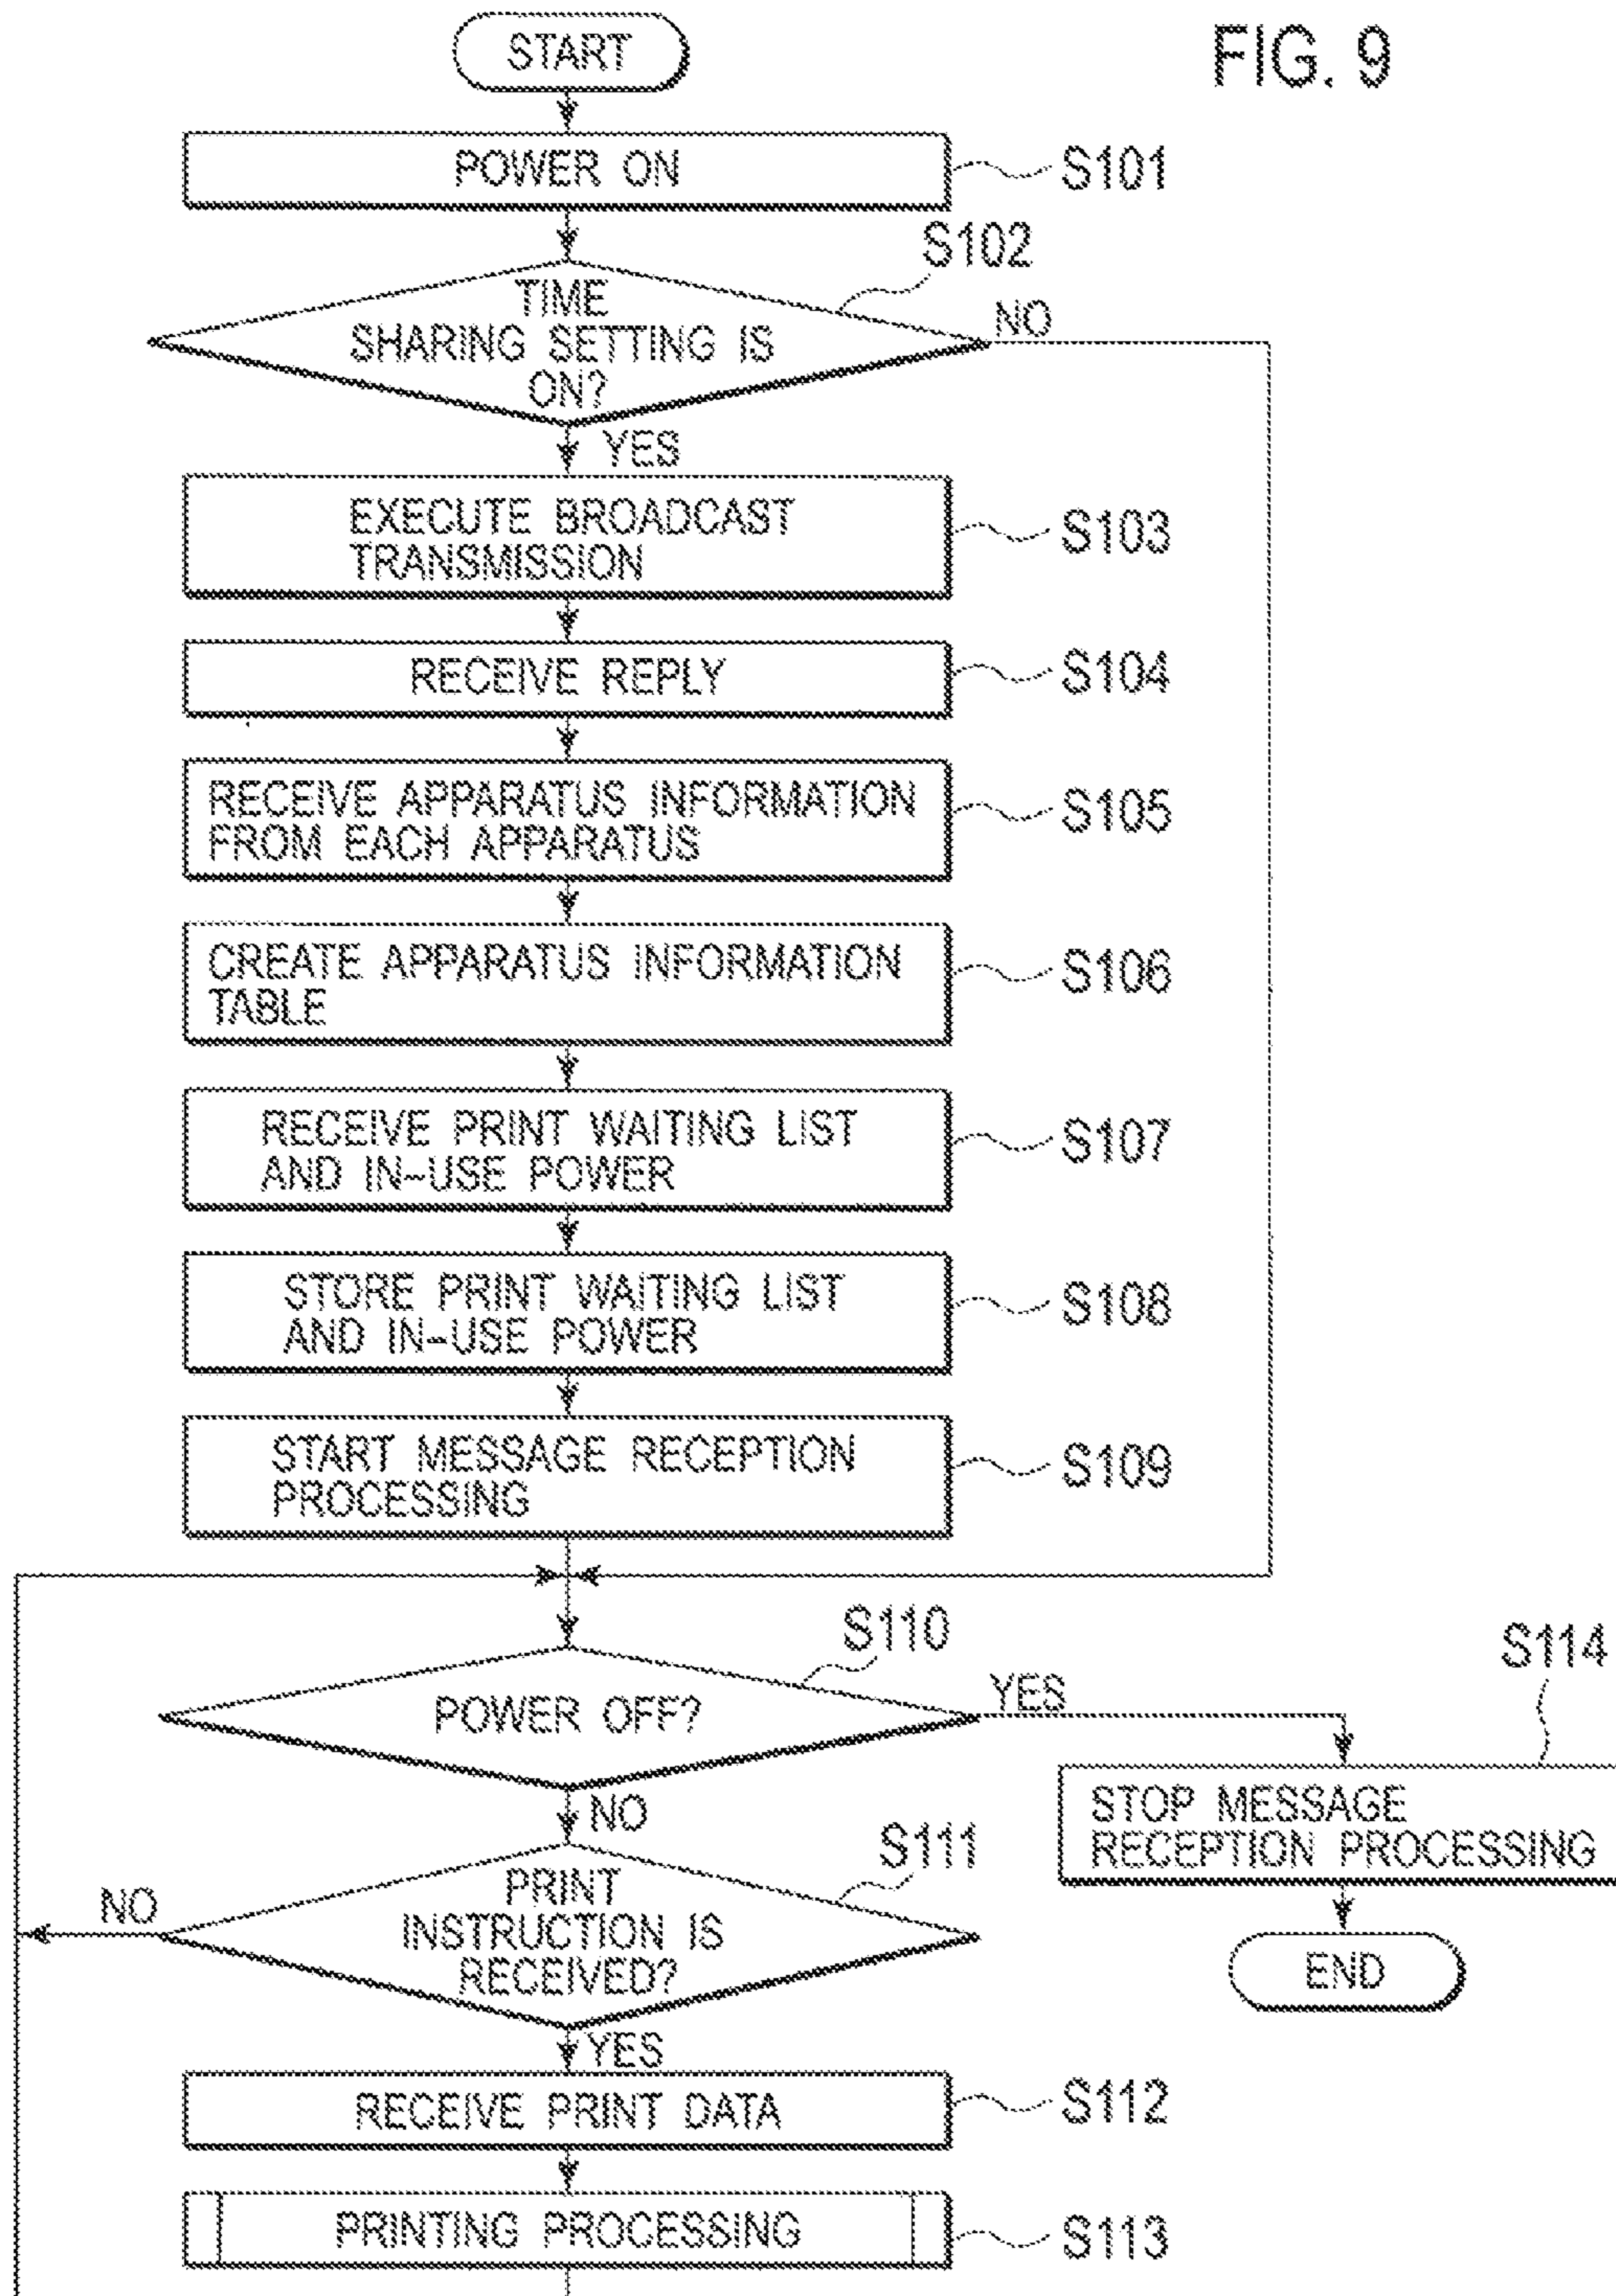 FIG. 9
START
POWER ON
S101
S102
TIME
SHARING SETTING IS
ON?
NO
YES
EXECUTE BROADCAST
TRANSMISSION
S103
RECEIVE REPLY
S104
RECEIVE APPARATUS INFORMATION
FROM EACH APPARATUS
S105
CREATE APPARATUS INFORMATION
TABLE
S106
RECEIVE PRINT WAITING LIST
AND IN-USE POWER
S107
STORE PRINT WAITING LIST
AND IN-USE POWER
S108
START MESSAGE RECEPTION
PROCESSING
S109
S110
POWER OFF?
YES
NO
S114
STOP MESSAGE
RECEPTION PROCESSING
END
S111
PRINT
INSTRUCTION IS
RECEIVED?
NO
YES
RECEIVE PRINT DATA
S112
PRINTING PROCESSING
S113